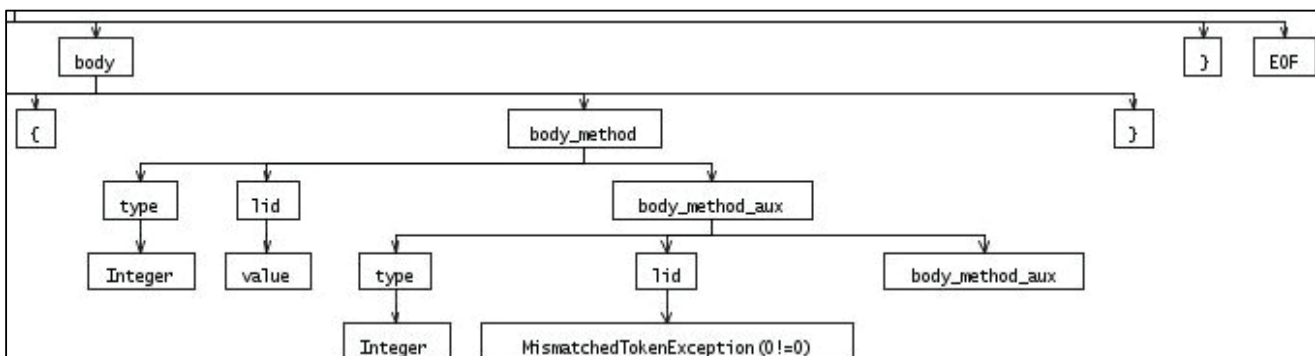 body } EOF
{ body_method }
type lid body_method_aux
Integer value type lid body_method_aux
Integer MismatchedTokenException(0!=0)